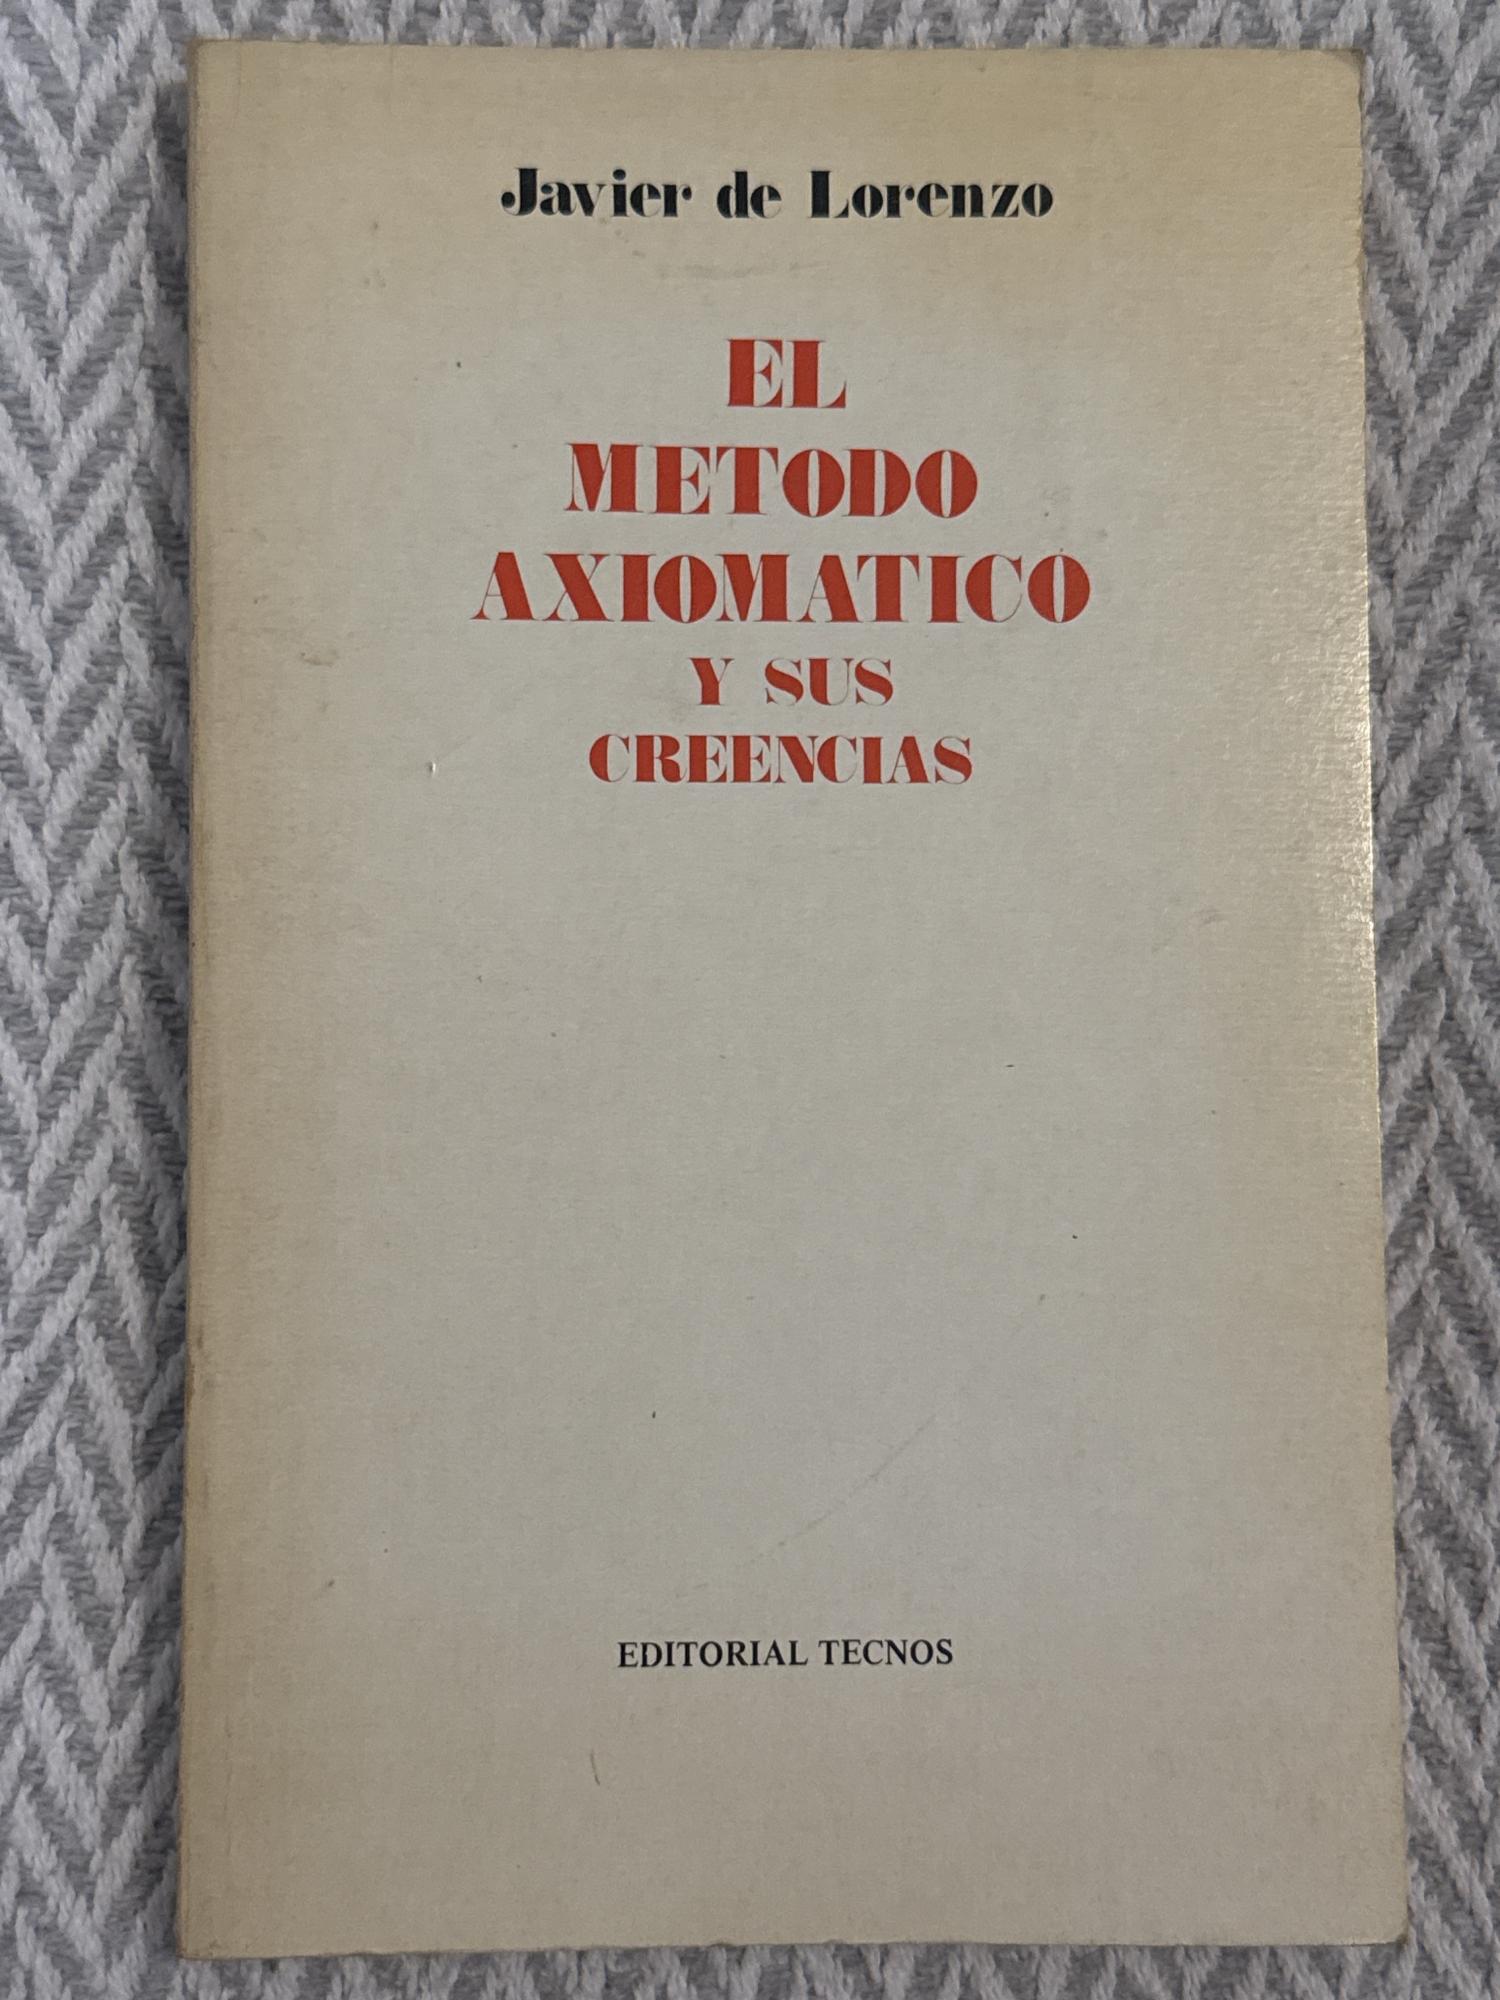 Javier de Lorenzo
EL
METODO
AXIOMATICO
Y SUS
CREENCIAS
EDITORIAL TECNOS